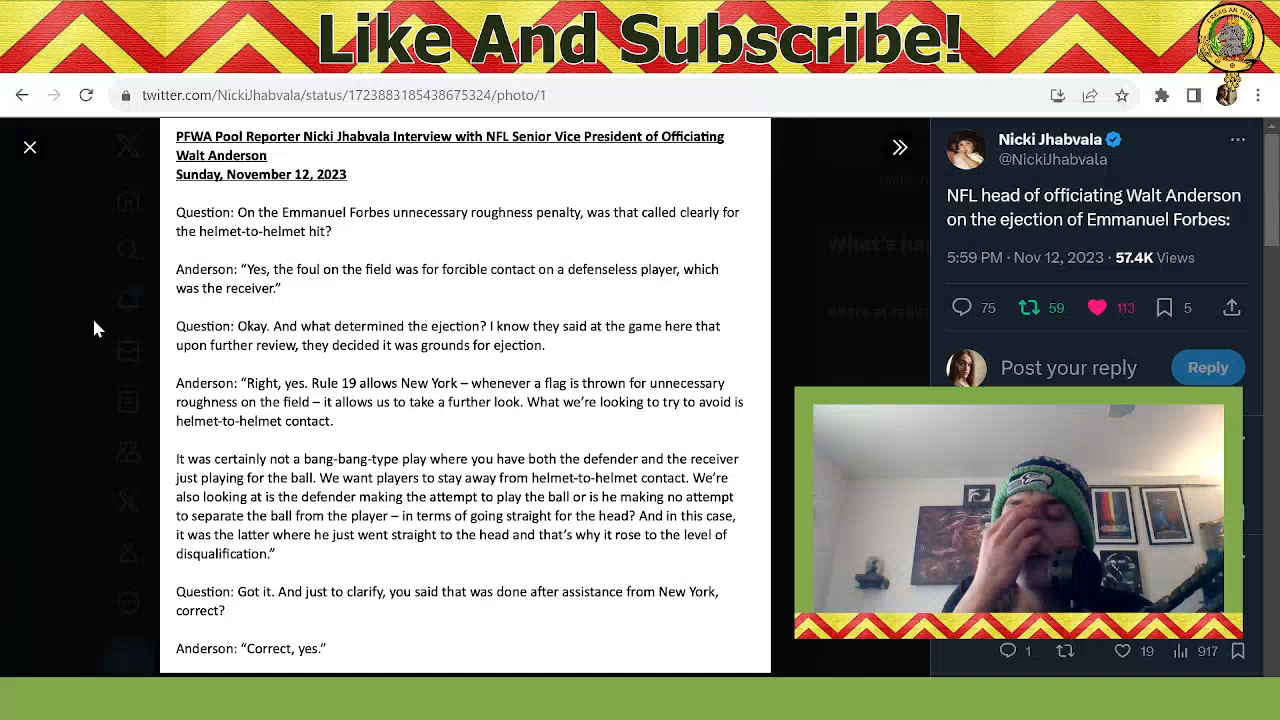 Like And Subscribe!
twitter.com/NickiJhabvala/status/1723883185438675324/photo/1
PFWA Pool Reporter Nicki Jhabvala Interview with NFL Senior Vice President of Officiating
Walt Anderson
Sunday, November 12, 2023
Question: On the Emmanuel Forbes unnecessary roughness penalty, was that called clearly for
the helmet-to-helmet hit?
Anderson: “Yes, the foul on the field was for forcible contact on a defenseless player, which
was the receiver.”
Question: Okay. And what determined the ejection? I know they said at the game here that
upon further review, they decided it was grounds for ejection.
Anderson: “Right, yes. Rule 19 allows New York – whenever a flag is thrown for unnecessary
roughness on the field – it allows us to take a further look. What we’re looking to try to avoid is
helmet-to-helmet contact.
It was certainly not a bang-bang-type play where you have both the defender and the receiver
just playing for the ball. We want players to stay away from helmet-to-helmet contact. We’re
also looking at is the defender making the attempt to play the ball or is he making no attempt
to separate the ball from the player – in terms of going straight for the head? And in this case,
it was the latter where he just went straight to the head and that’s why it rose to the level of
disqualification.”
Question: Got it. And just to clarify, you said that was done after assistance from New York,
correct?
Anderson: “Correct, yes.”
What's ha
49ers at Jagua
Nicki Jhabvala
@NickiJhabvala
NFL head of officiating Walt Anderson
on the ejection of Emmanuel Forbes:
5:59 PM · Nov 12, 2023 · 57.4K Views
75 59 113 5
Post your reply
Reply
1 19 917